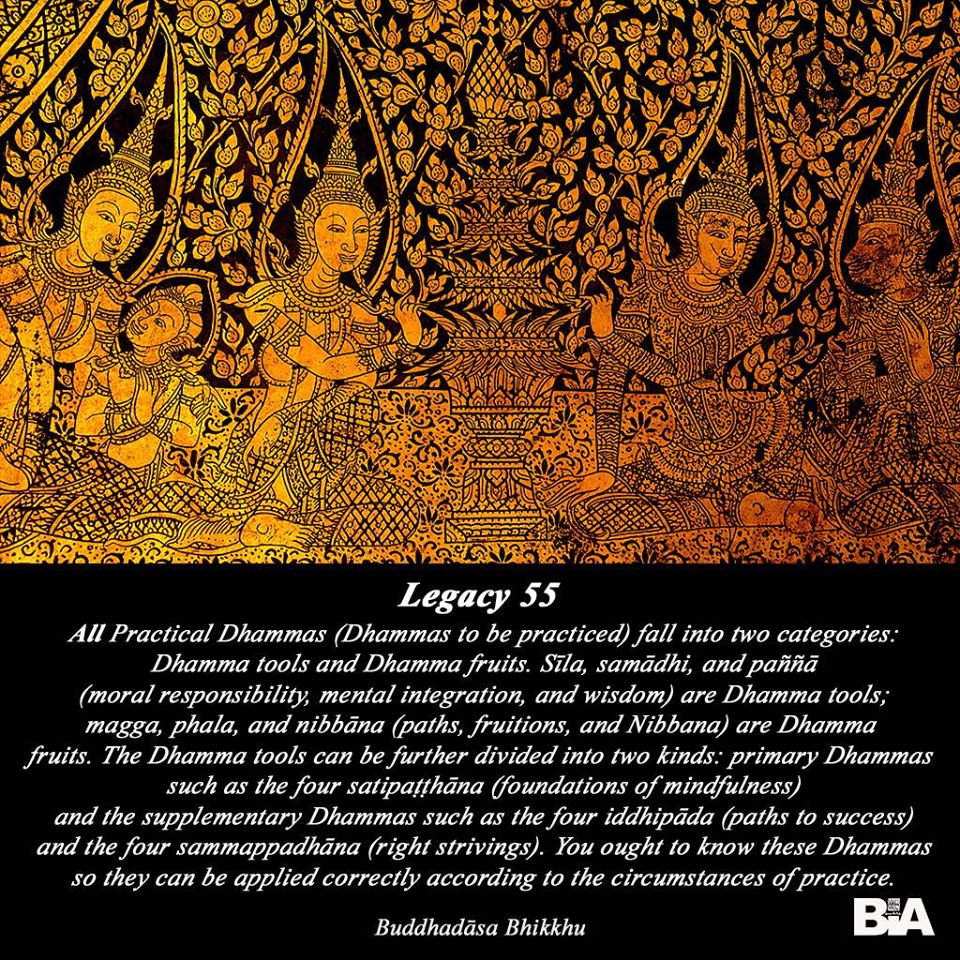 Legacy 55
All Practical Dhammas (Dhammas to be practiced) fall into two categories:
Dhamma tools and Dhamma fruits. Sīla, samādhi, and paññā
(moral responsibility, mental integration, and wisdom) are Dhamma tools;
magga, phala, and nibbāna (paths, fruitions, and Nibbana) are Dhamma
fruits. The Dhamma tools can be further divided into two kinds: primary Dhammas
such as the four satipaṭṭhāna (foundations of mindfulness)
and the supplementary Dhammas such as the four iddhipāda (paths to success)
and the four sammappadhāna (right strivings). You ought to know these Dhammas
so they can be applied correctly according to the circumstances of practice.
Buddhadāsa Bhikkhu
BIA